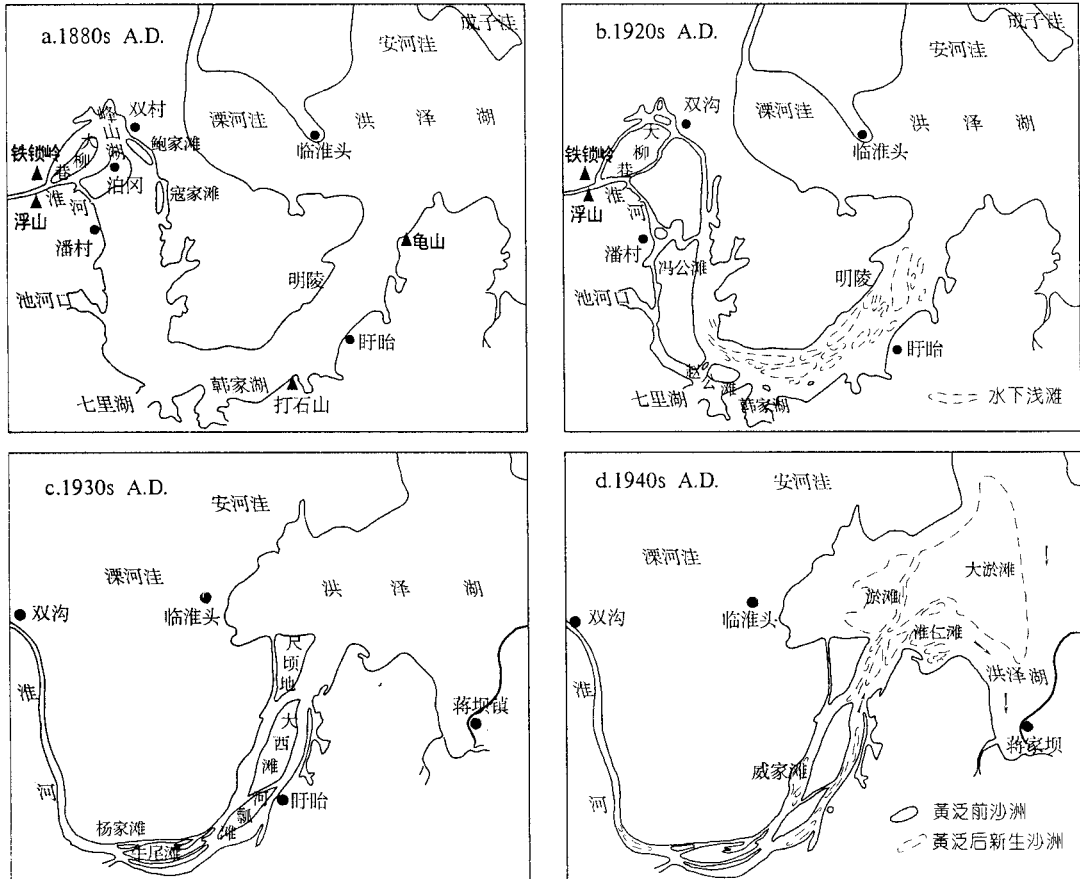 a.1880s A.D.
成子洼
安河洼
溧河洼
洪泽湖
临淮头
双村
峰山湖
鲍家滩
大柳巷
铁锁岭
泊冈
寇家滩
淮河
浮山
潘村
龟山
明陵
池河口
盱眙
韩家湖
打石山
七里湖
b.1920s A.D.
成子洼
安河洼
溧河洼
洪泽湖
临淮头
双沟
大柳巷
铁锁岭
淮河
浮山
潘村
冯公滩
明陵
池河口
盱眙
赵公滩
七里湖
韩家湖
水下浅滩
c.1930s A.D.
安河洼
溧河洼
洪泽湖
双沟
临淮头
尺顷地
淮河
大西滩
蒋坝镇
河瓢滩
盱眙
杨家滩
牛尾滩
d.1940s A.D.
安河洼
溧河洼
大淤滩
淤滩
双沟
临淮头
淮仁滩
洪泽湖
淮河
蒋家坝
威家滩
黄泛前沙洲
黄泛后新生沙洲